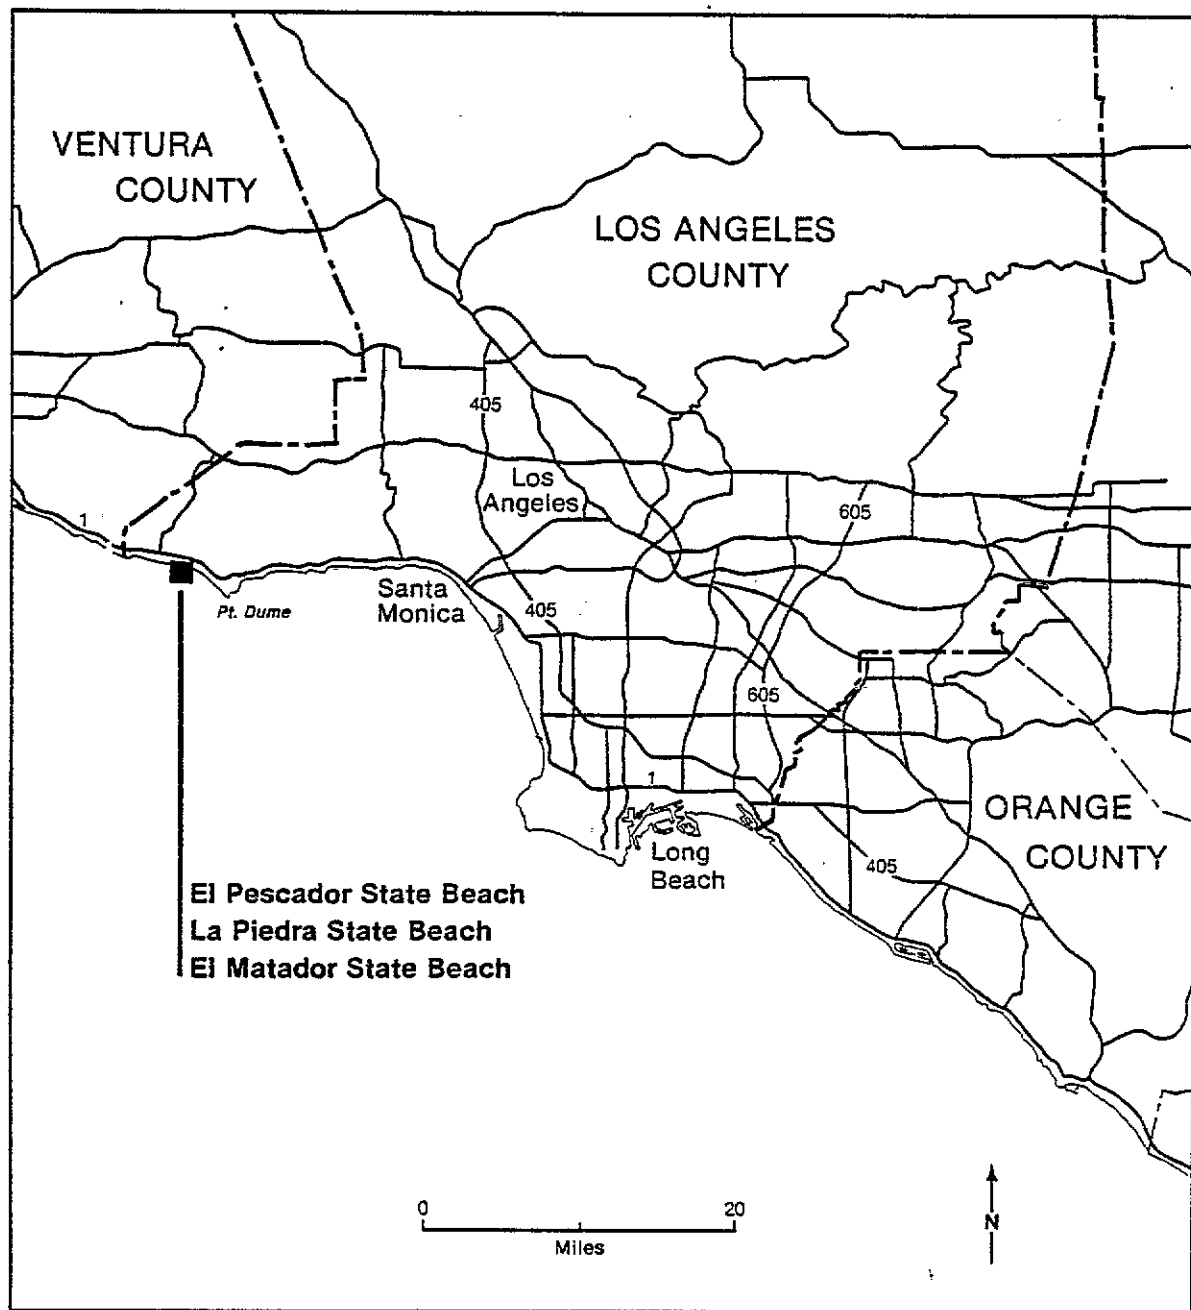 VENTURA
COUNTY
LOS ANGELES
COUNTY
405
Los
Angeles
605
1
Santa
Monica
405
Pt. Dume
605
1
Long
Beach
ORANGE
COUNTY
405
El Pescador State Beach
La Piedra State Beach
El Matador State Beach
0 20
Miles
N